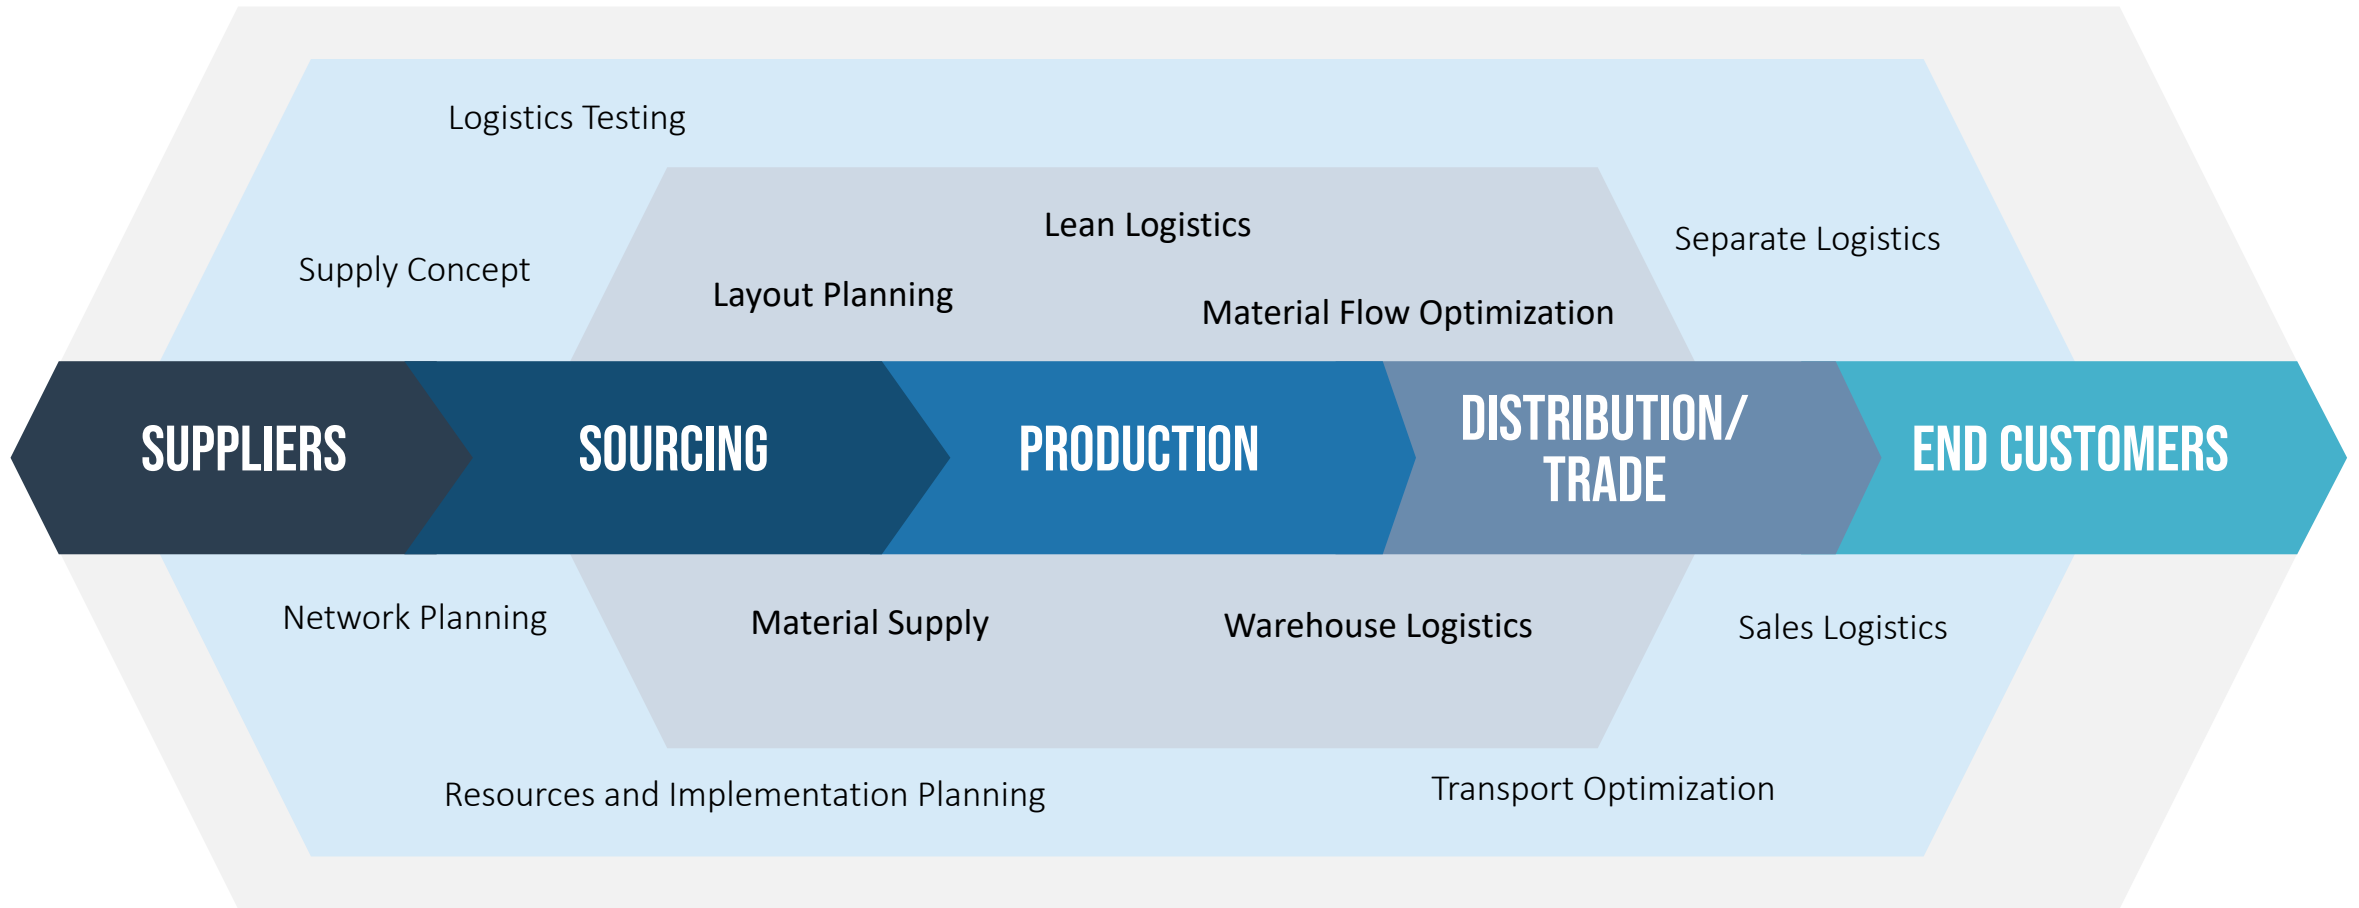 Logistics Testing
Lean Logistics
Separate Logistics
Supply Concept
Layout Planning
Material Flow Optimization
SUPPLIERS
SOURCING
PRODUCTION
DISTRIBUTION/
TRADE
END CUSTOMERS
Network Planning
Material Supply
Warehouse Logistics
Sales Logistics
Resources and Implementation Planning
Transport Optimization